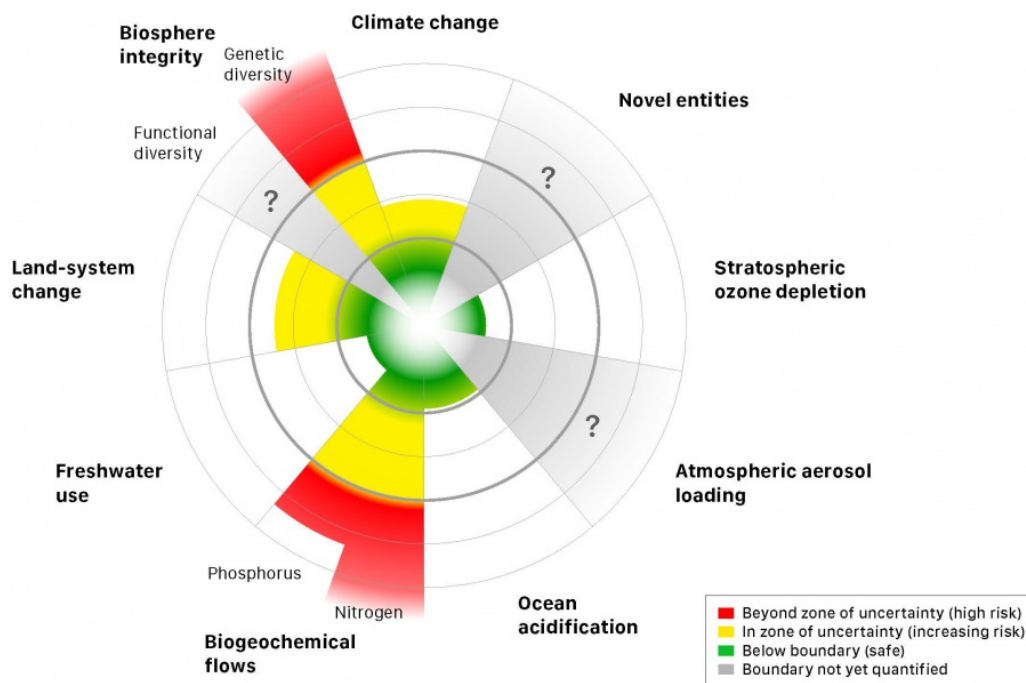 Climate change
Biosphere
integrity
Genetic
diversity
Novel entities
Functional
diversity
?
?
Land-system
change
Stratospheric
ozone depletion
?
Freshwater
use
Atmospheric aerosol
loading
Phosphorus
Nitrogen
Biogeochemical
flows
Ocean
acidification
Beyond zone of uncertainty (high risk)
In zone of uncertainty (increasing risk)
Below boundary (safe)
Boundary not yet quantified